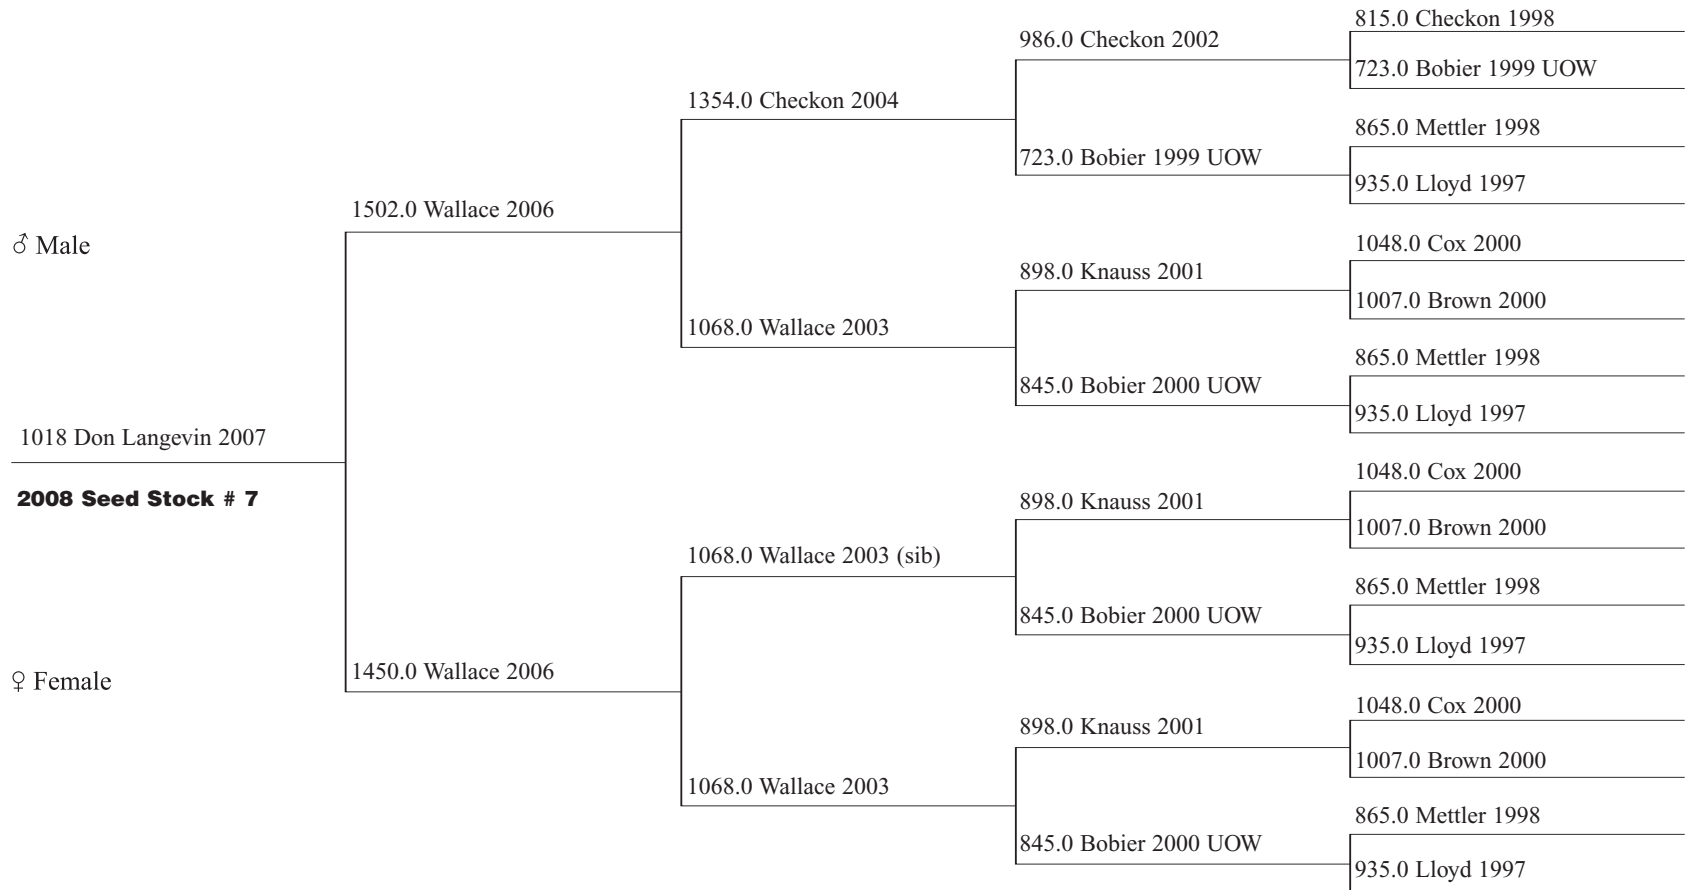 815.0 Checkon 1998
986.0 Checkon 2002
723.0 Bobier 1999 UOW
1354.0 Checkon 2004
865.0 Mettler 1998
723.0 Bobier 1999 UOW
935.0 Lloyd 1997
1502.0 Wallace 2006
♂ Male
1048.0 Cox 2000
898.0 Knauss 2001
1007.0 Brown 2000
1068.0 Wallace 2003
865.0 Mettler 1998
845.0 Bobier 2000 UOW
935.0 Lloyd 1997
1018 Don Langevin 2007
2008 Seed Stock # 7
1048.0 Cox 2000
898.0 Knauss 2001
1007.0 Brown 2000
1068.0 Wallace 2003 (sib)
865.0 Mettler 1998
845.0 Bobier 2000 UOW
935.0 Lloyd 1997
1450.0 Wallace 2006
♀ Female
1048.0 Cox 2000
898.0 Knauss 2001
1007.0 Brown 2000
1068.0 Wallace 2003
865.0 Mettler 1998
845.0 Bobier 2000 UOW
935.0 Lloyd 1997